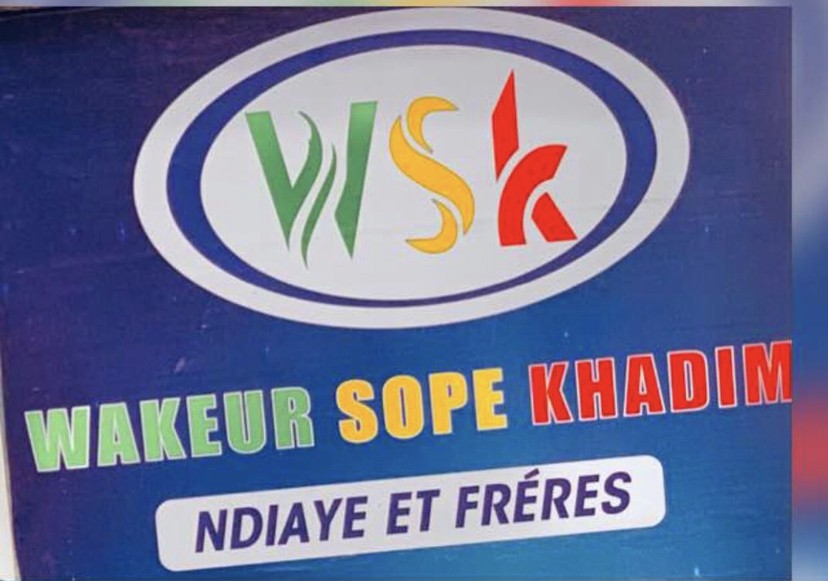 WSK
WAKEUR SOPE KHADIM
NDIAYE ET FRÉRES